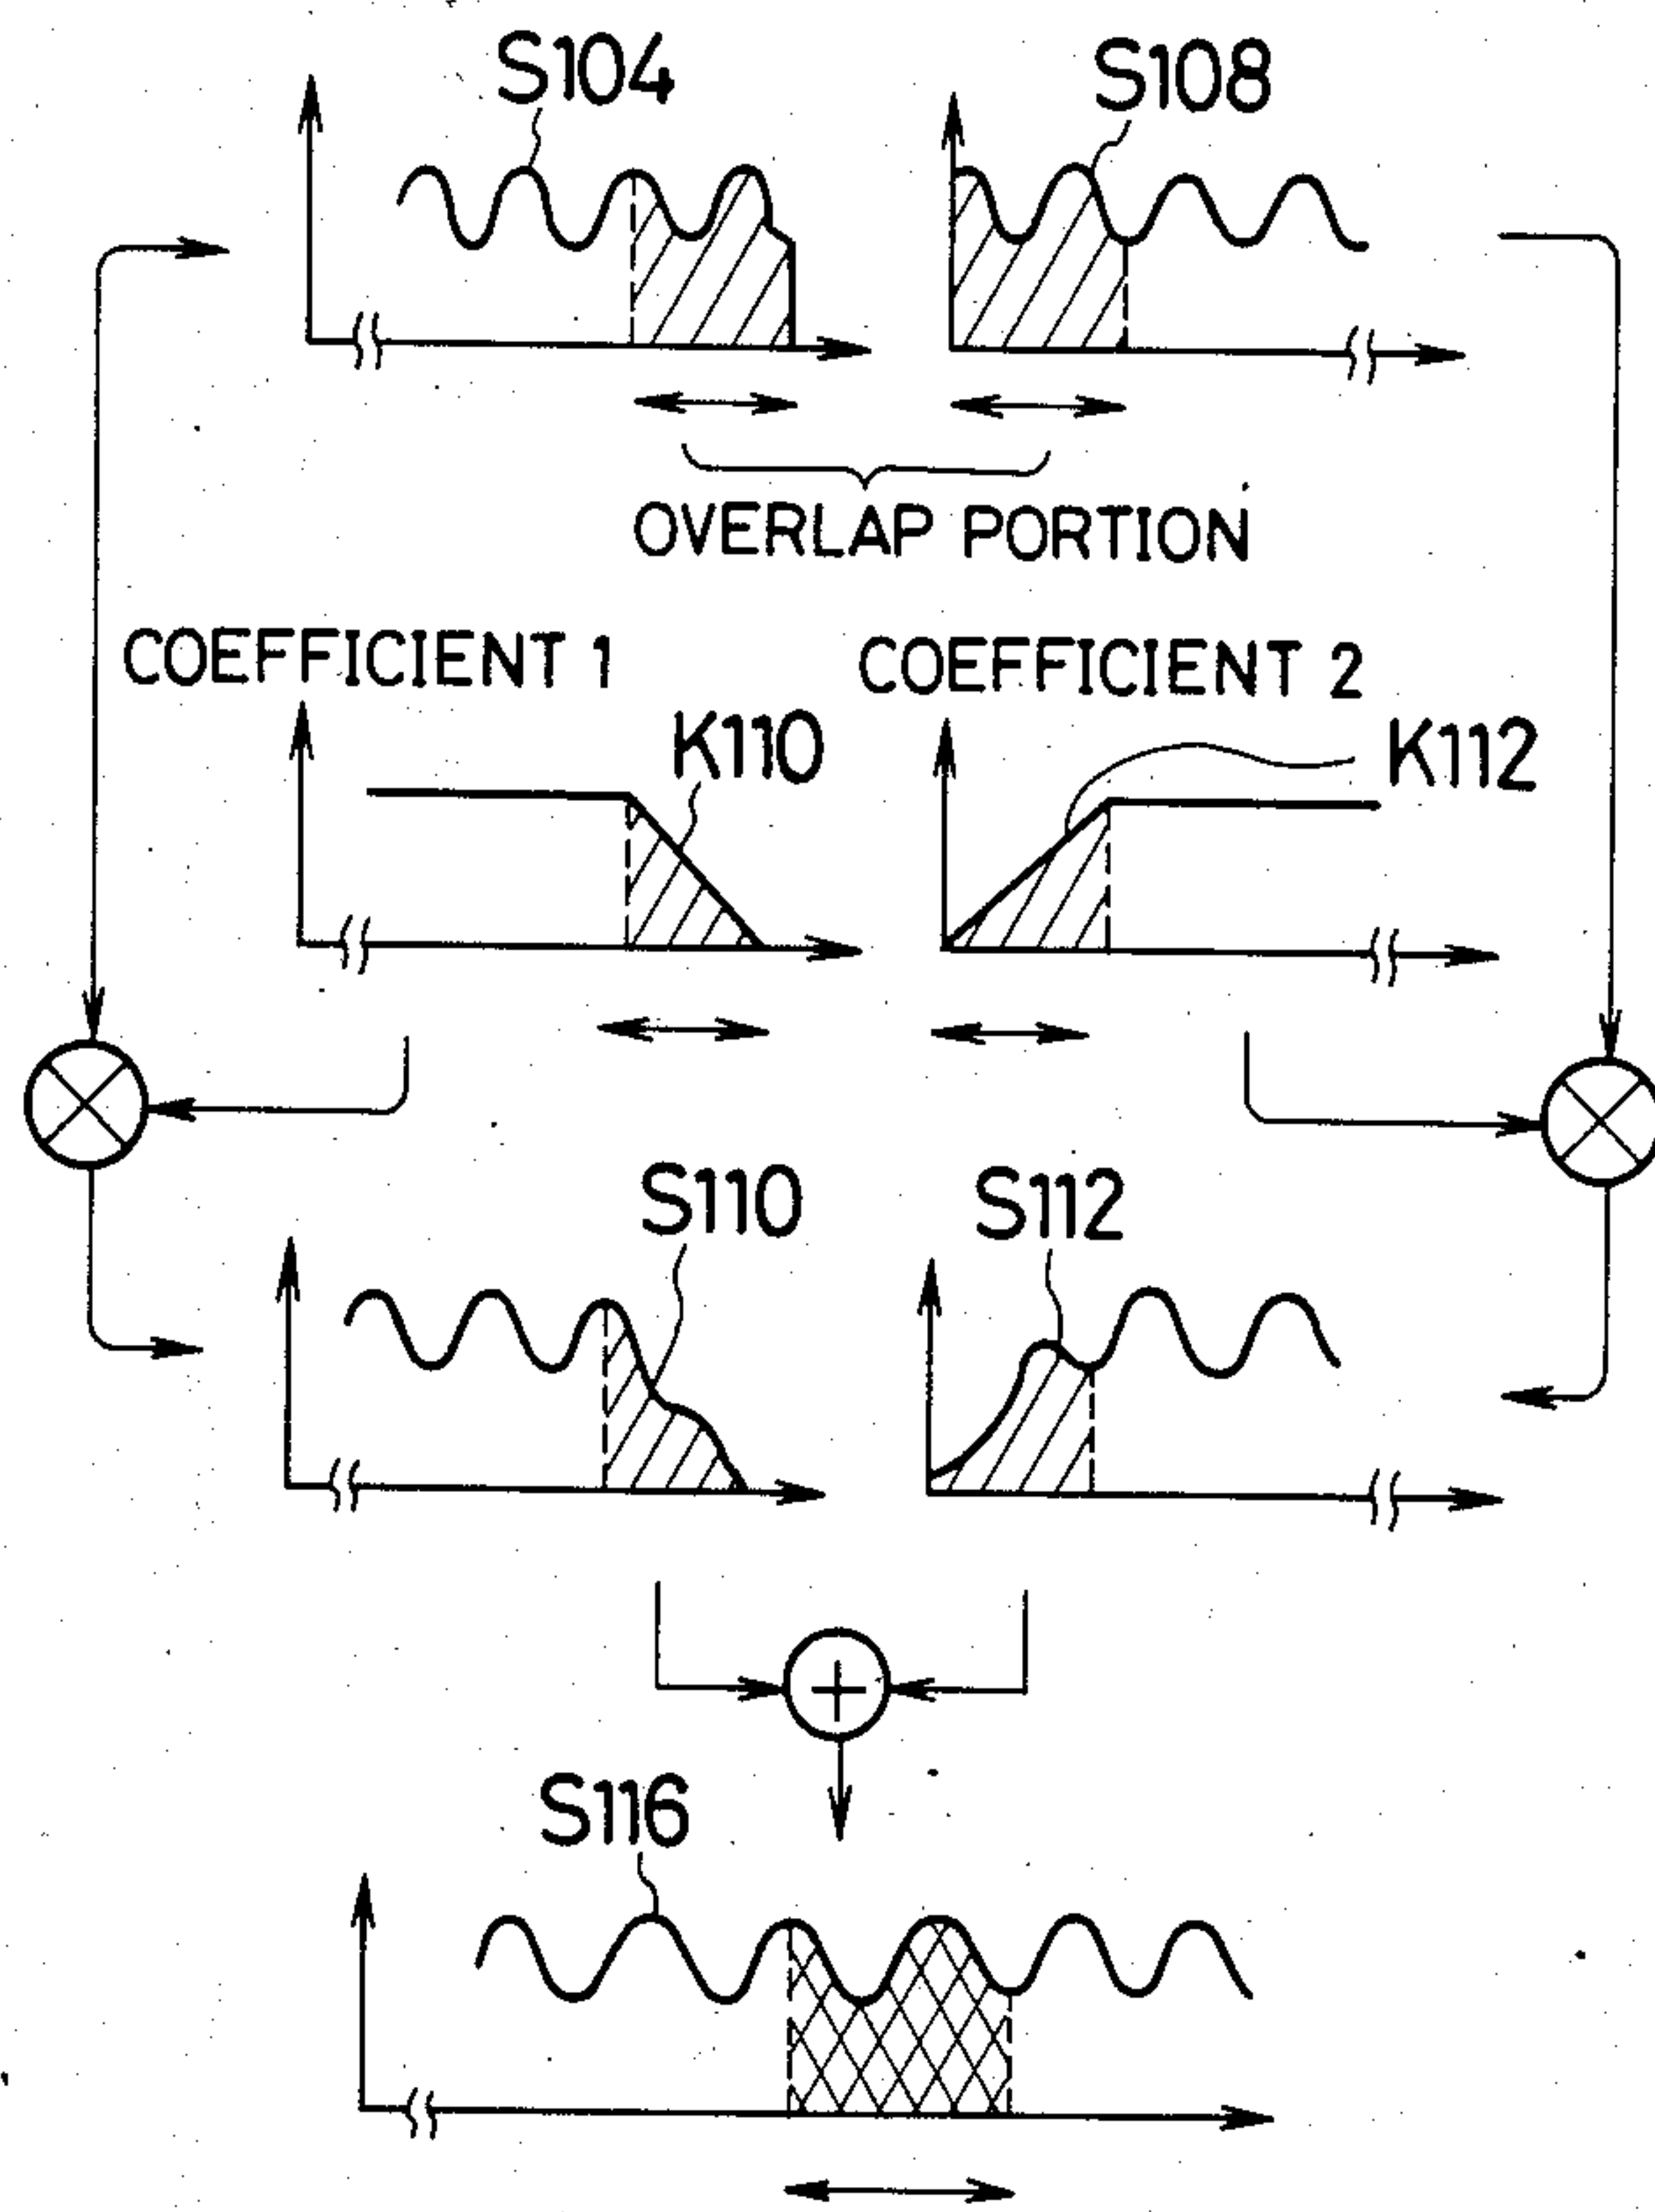 S104
S108
OVERLAP PORTION
COEFFICIENT 1
COEFFICIENT 2
K110
K112
S110
S112
S116